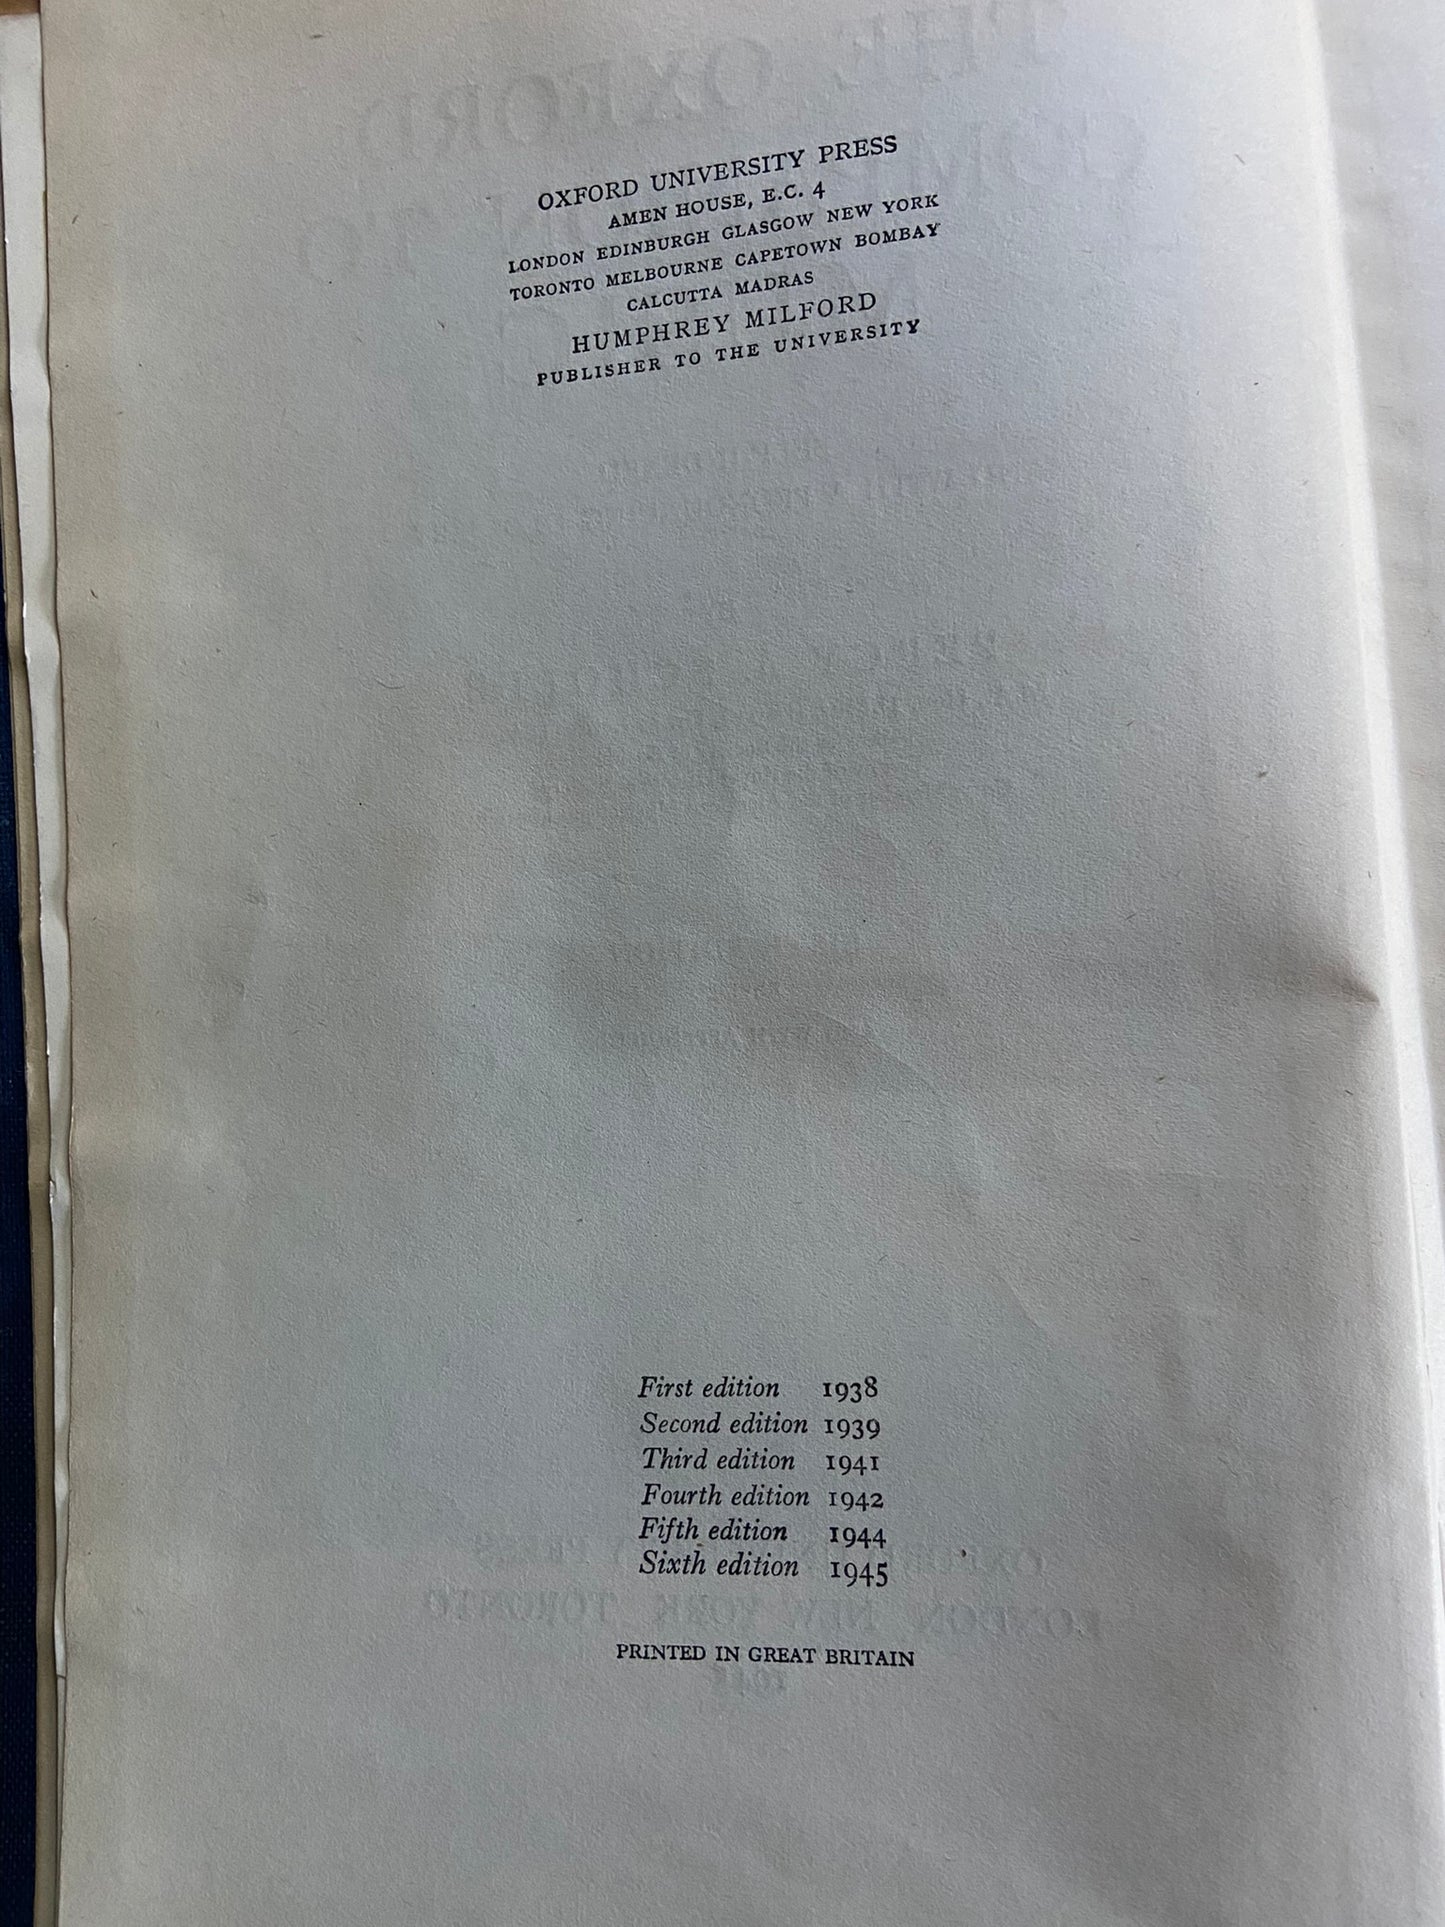 OXFORD UNIVERSITY PRESS
AMEN HOUSE, E.C. 4
LONDON EDINBURGH GLASGOW NEW YORK
TORONTO MELBOURNE CAPETOWN BOMBAY
CALCUTTA MADRAS
HUMPHREY MILFORD
PUBLISHER TO THE UNIVERSITY
First edition 1938
Second edition 1939
Third edition 1941
Fourth edition 1942
Fifth edition 1944
Sixth edition 1945
PRINTED IN GREAT BRITAIN